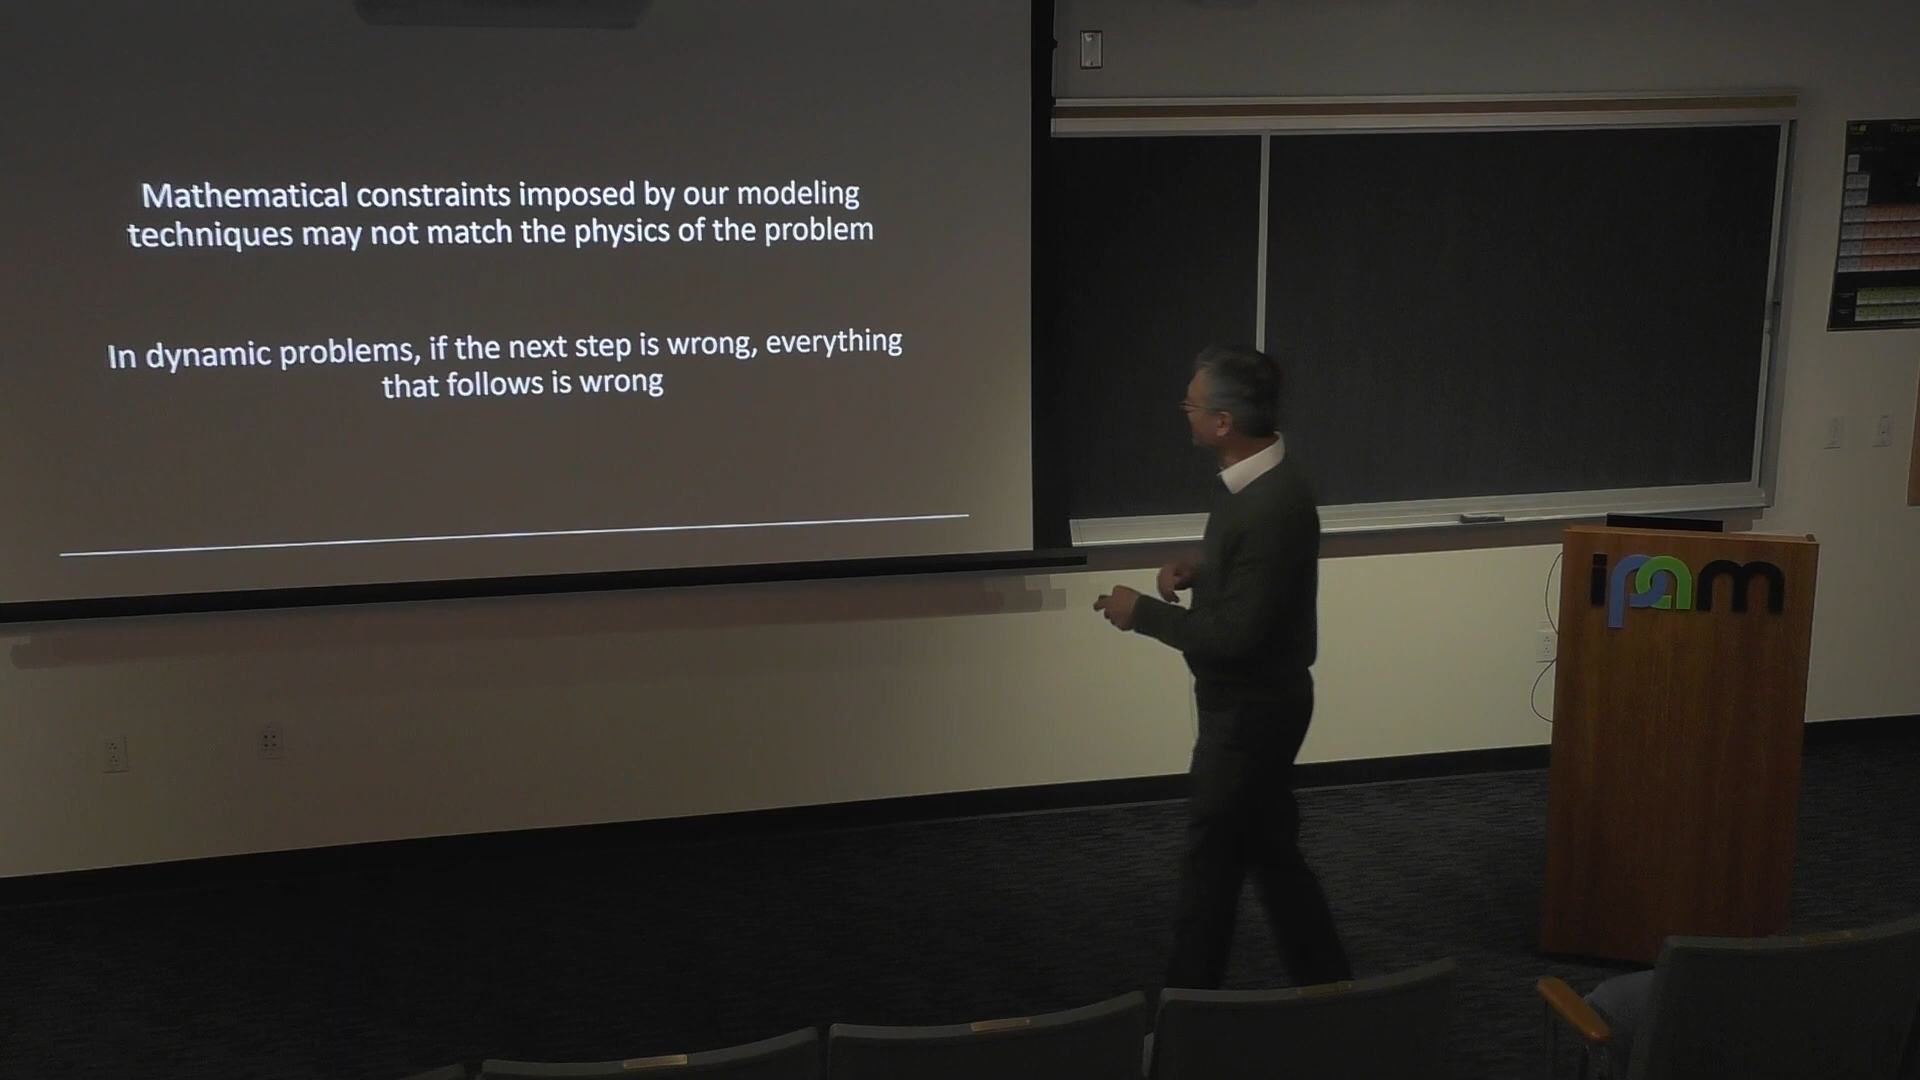 Mathematical constraints imposed by our modeling
techniques may not match the physics of the problem
In dynamic problems, if the next step is wrong, everything
that follows is wrong
ipam